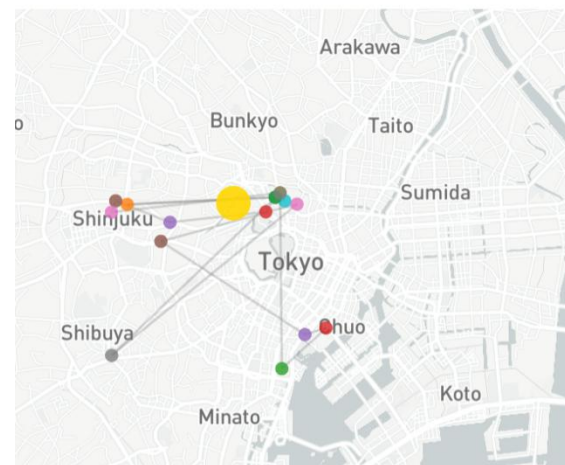 Arakawa
Bunkyo
Taito
o
Sumida
Shinjuku
Tokyo
Shibuya
Chuo
Koto
Minato